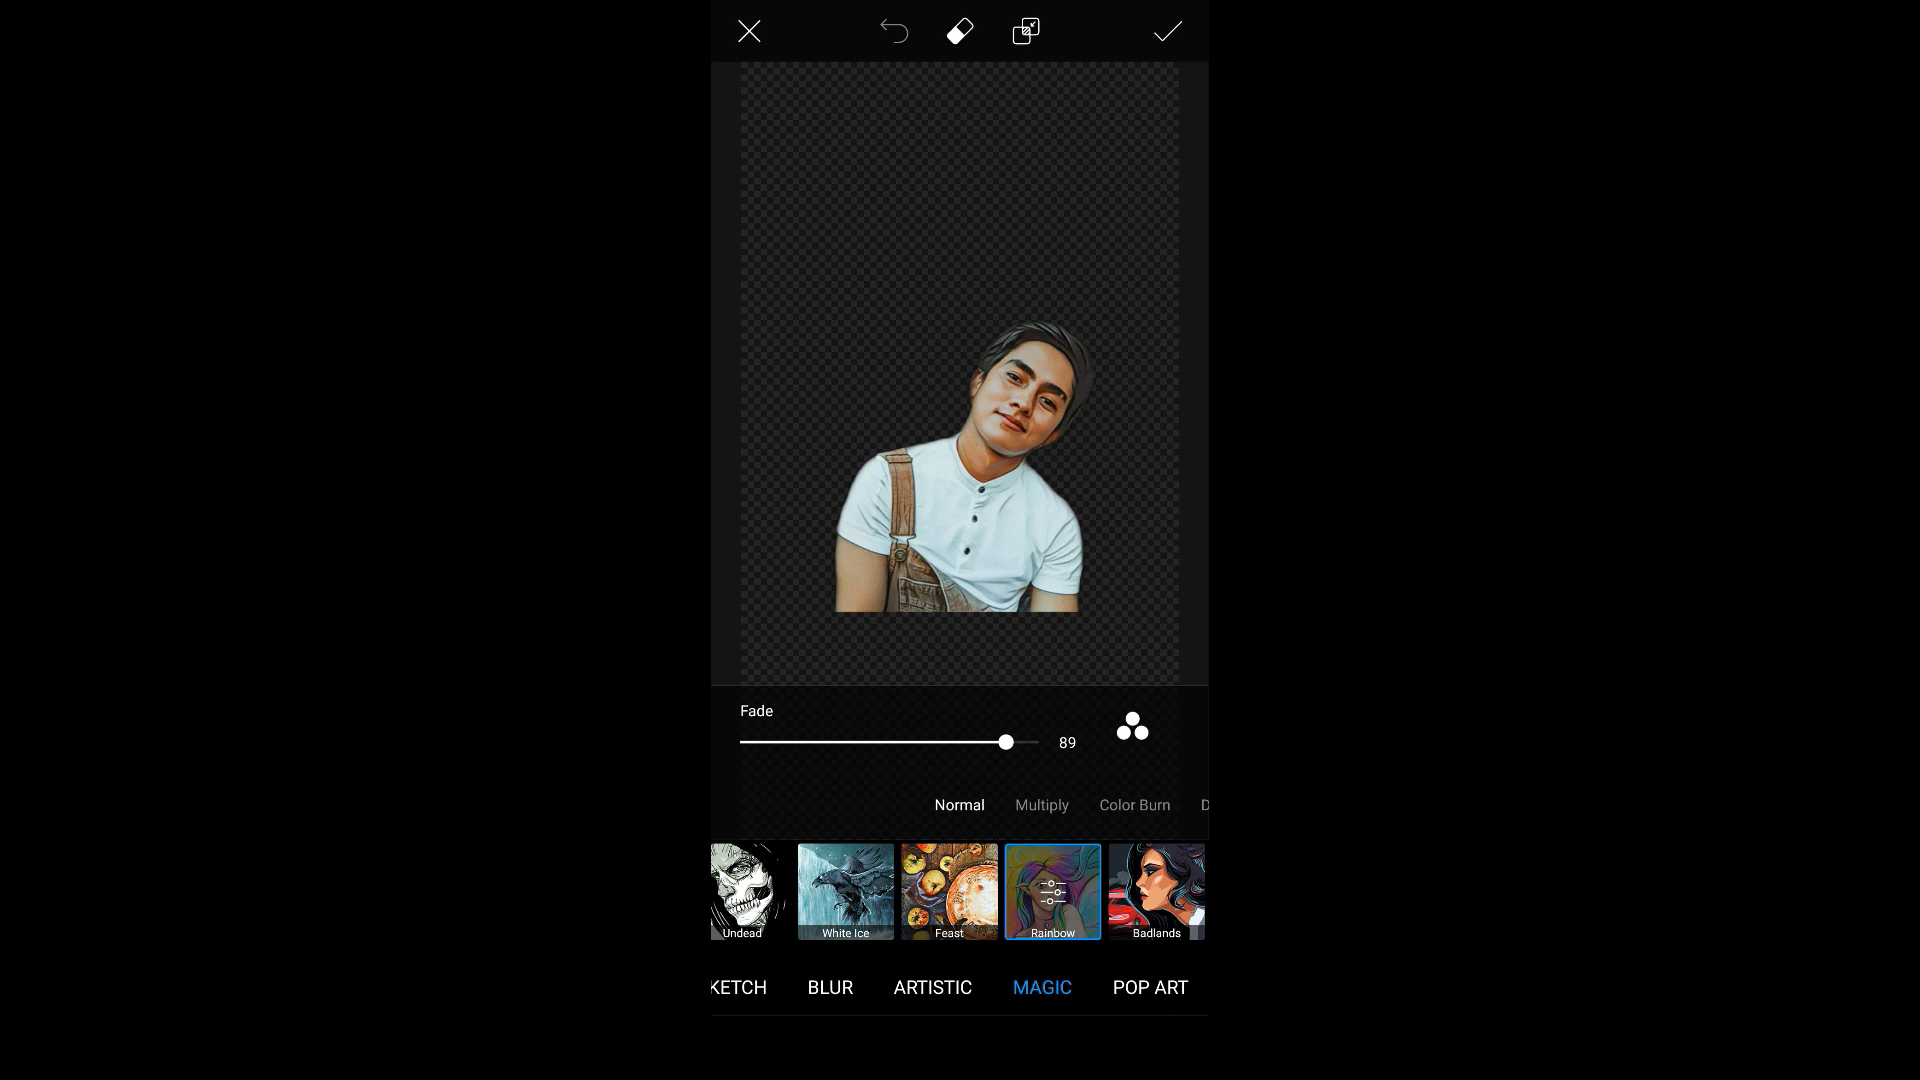 Fade
89
Normal Multiply Color Burn D
Undead White Ice Feast Rainbow Badlands
KETCH BLUR ARTISTIC MAGIC POP ART